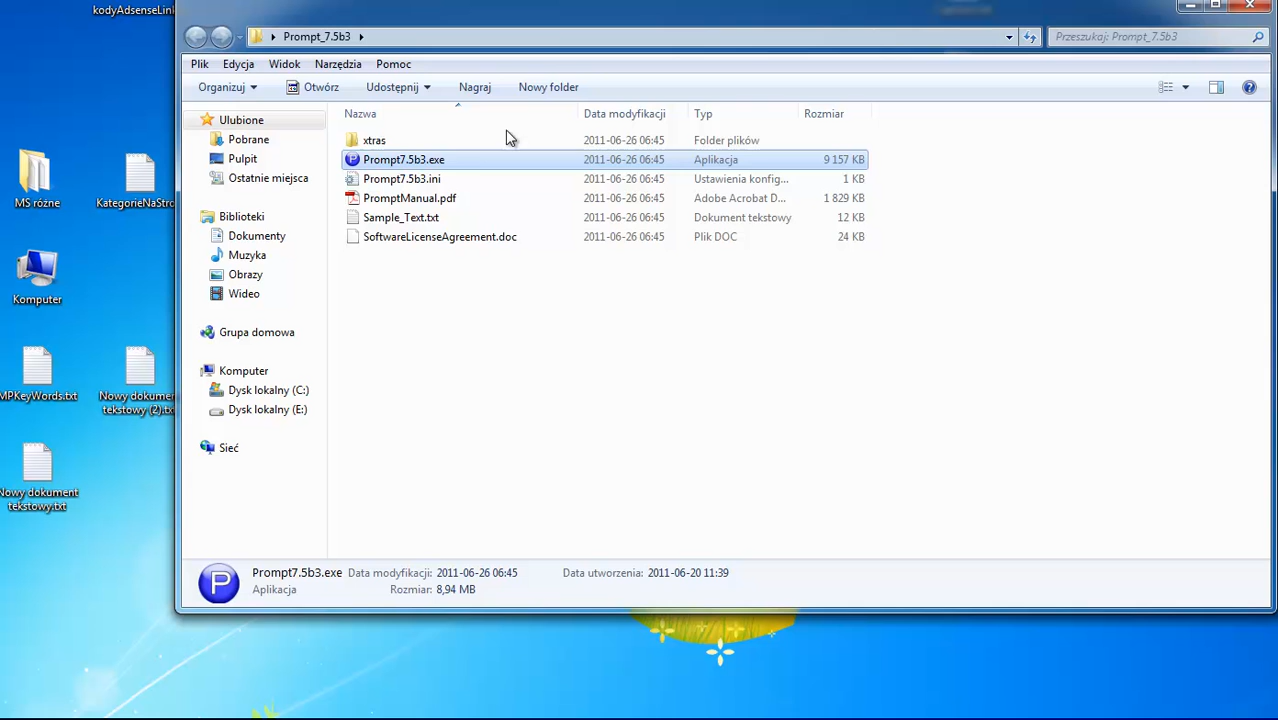 kodyAdsenseLink
Prompt_7.5b3
Przeszukaj: Prompt_7.5b3
Plik Edycja Widok Narzędzia Pomoc
Organizuj Otwórz Udostępnij Nagraj Nowy folder
Nazwa Data modyfikacji Typ Rozmiar
xtras 2011-06-26 06:45 Folder plików
Prompt7.5b3.exe 2011-06-26 06:45 Aplikacja 9 157 KB
Prompt7.5b3.ini 2011-06-26 06:45 Ustawienia konfig... 1 KB
PromptManual.pdf 2011-06-26 06:45 Adobe Acrobat D... 1 829 KB
Sample_Text.txt 2011-06-26 06:45 Dokument tekstowy 12 KB
SoftwareLicenseAgreement.doc 2011-06-26 06:45 Plik DOC 24 KB
Ulubione
Pobrane
Pulpit
Ostatnie miejsca
Biblioteki
Dokumenty
Muzyka
Obrazy
Wideo
Grupa domowa
Komputer
Dysk lokalny (C:)
Dysk lokalny (E:)
Sieć
MS różne
KategorieNaStro
Komputer
MPKeyWords.txt
Nowy dokumen
tekstowy (2).tx
Nowy dokument
tekstowy.txt
Prompt7.5b3.exe Data modyfikacji: 2011-06-26 06:45 Data utworzenia: 2011-06-20 11:39
Aplikacja Rozmiar: 8,94 MB